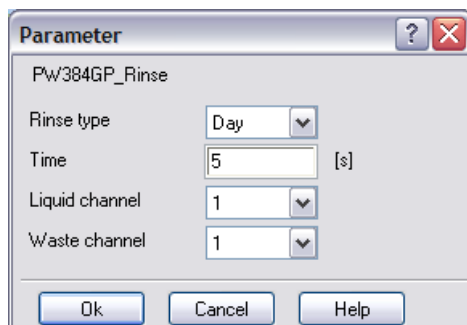 Parameter
PW384GP_Rinse
Rinse type Day
Time 5 [s]
Liquid channel 1
Waste channel 1
Ok Cancel Help